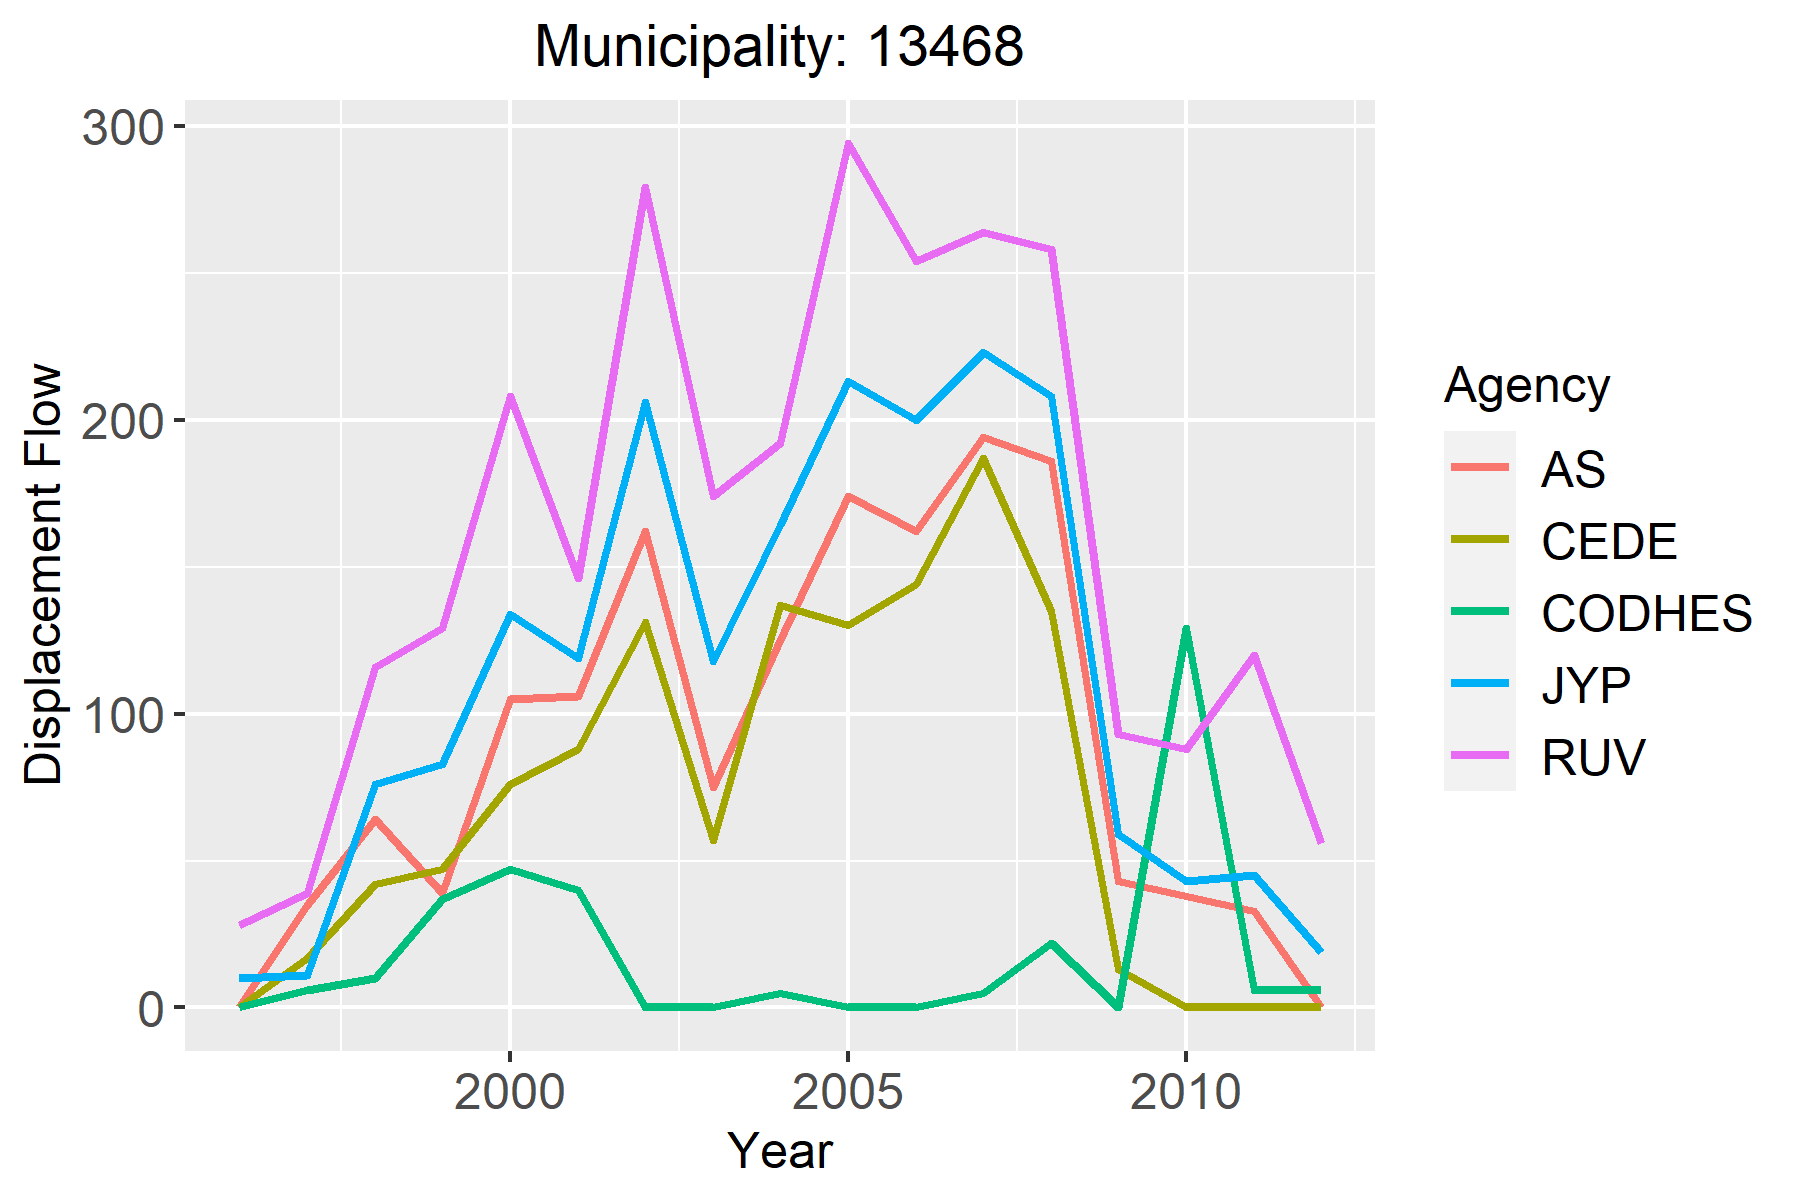 Municipality: 13468
300
200
100
0
Displacement Flow
2000 2005 2010
Year
Agency
AS
CEDE
CODHES
JYP
RUV